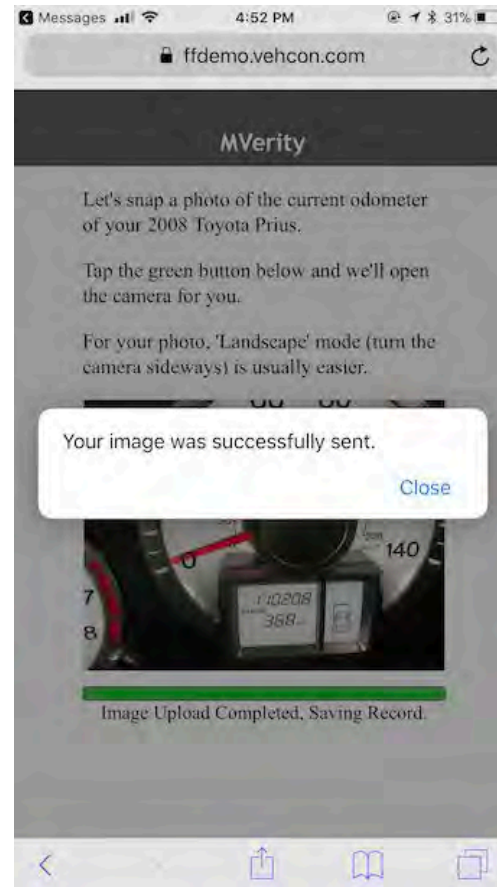 Messages 4:52 PM 31%
ffdemo.vehcon.com
MVerity
Let's snap a photo of the current odometer
of your 2008 Toyota Prius.
Tap the green button below and we'll open
the camera for you.
For your photo, 'Landscape' mode (turn the
camera sideways) is usually easier.
Your image was successfully sent.
Close
0
140
7
110208
368
8
Image Upload Completed, Saving Record.